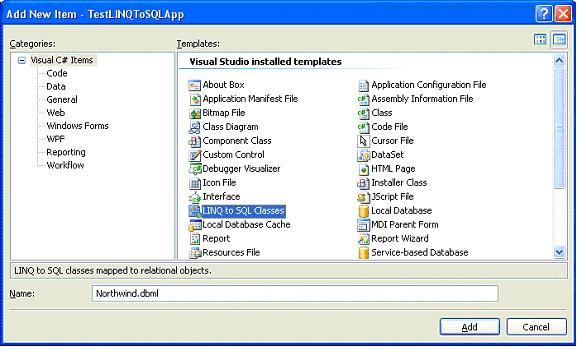 Add New Item - TestLINQToSQLApp
Categories:
Templates:
Visual C# Items
Code
Data
General
Web
Windows Forms
WPF
Reporting
Workflow
Visual Studio installed templates
About Box
Application Manifest File
Bitmap File
Class Diagram
Component Class
Custom Control
Debugger Visualizer
Icon File
Interface
LINQ to SQL Classes
Local Database Cache
Report
Resources File
Application Configuration File
Assembly Information File
Class
Code File
Cursor File
DataSet
HTML Page
Installer Class
JScript File
Local Database
MDI Parent Form
Report Wizard
Service-based Database
LINQ to SQL classes mapped to relational objects.
Name:
Northwind.dbml
Add
Cancel